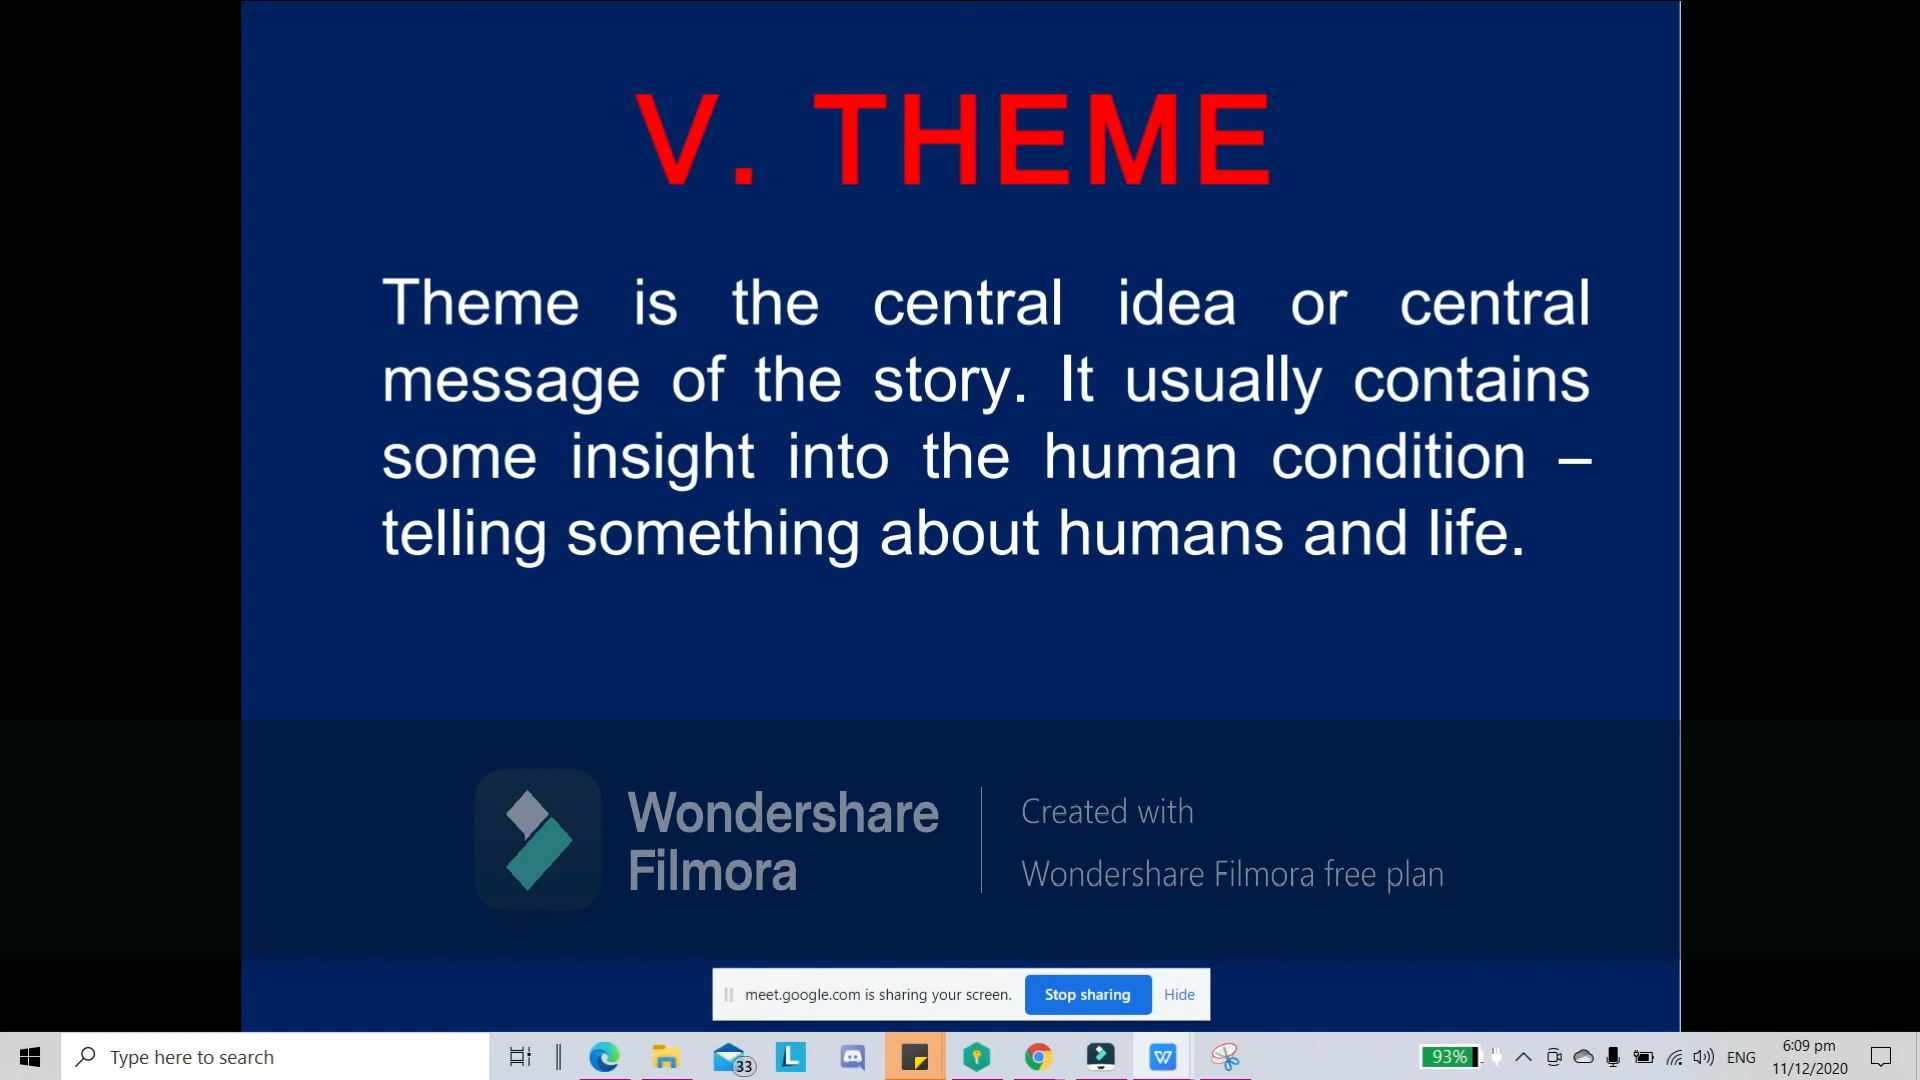 V. THEME
Theme is the central idea or central
message of the story. It usually contains
some insight into the human condition –
telling something about humans and life.
Wondershare
Filmora
Created with
Wondershare Filmora free plan
meet.google.com is sharing your screen. Stop sharing Hide
Type here to search
33
L
W
93%
ENG
6:09 pm
11/12/2020